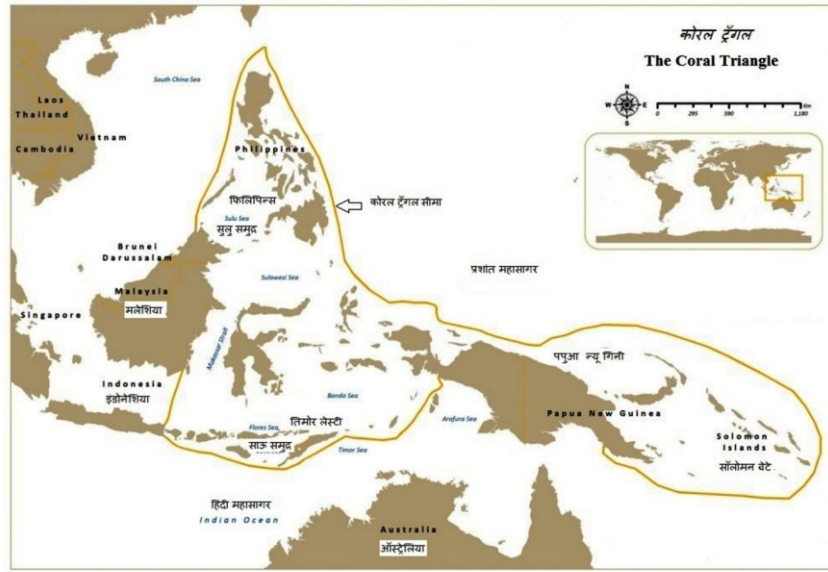 कोरल ट्रॅंगल
The Coral Triangle
N
W E
S
Km
0 295 590 1,180
South China Sea
Laos
Thailand
Vietnam
Cambodia
Philippines
फिलिपिन्स
Sulu Sea
सुलु समुद्र
कोरल ट्रॅंगल सीमा
Brunei
Darussalam
Sulawesi Sea
प्रशांत महासागर
Malaysia
मलेशिया
Singapore
Makassar Strait
पपुआ न्यू गिनी
Indonesia
इंडोनेशिया
Banda Sea
Papua New Guinea
तिमोर लेस्टी
Flores Sea
Arafura Sea
Solomon
Islands
सॉलोमन बेटे
साऊ समुद्र
Timor Sea
हिंदी महासागर
Indian Ocean
Australia
ऑस्ट्रेलिया